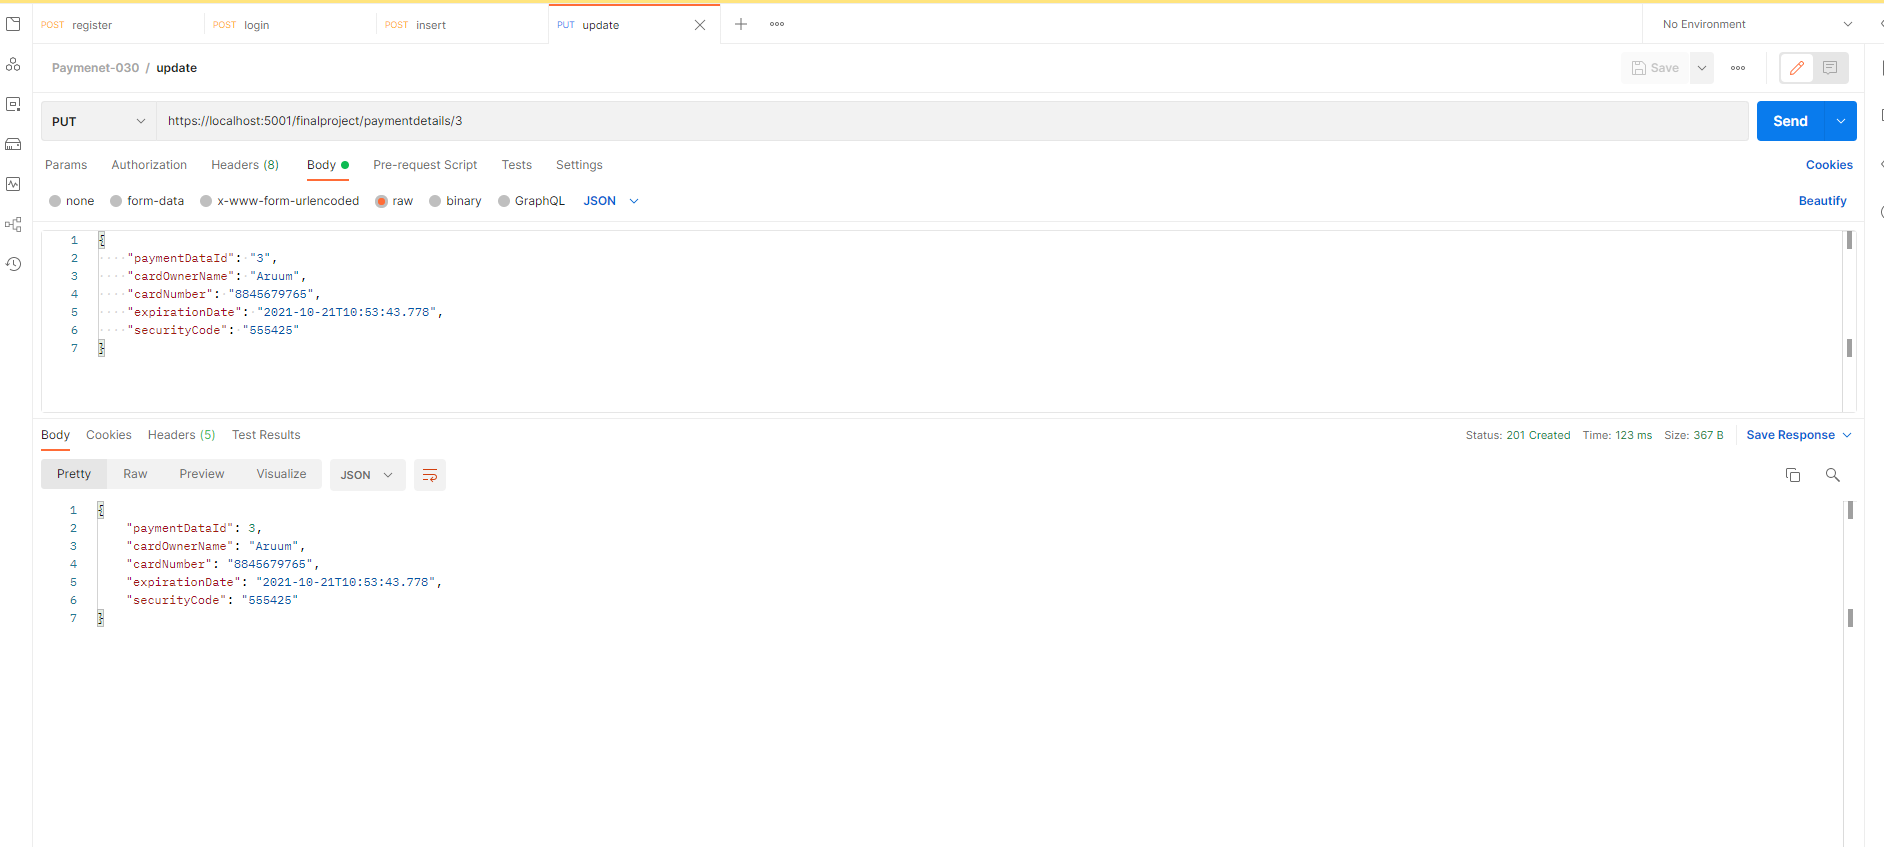 POST register POST login POST insert PUT update No Environment
Paymenet-030 / update Save
PUT https://localhost:5001/finalproject/paymentdetails/3 Send
Params Authorization Headers (8) Body Pre-request Script Tests Settings Cookies
none form-data x-www-form-urlencoded raw binary GraphQL JSON Beautify
1 {
2 "paymentDataId": "3",
3 "cardOwnerName": "Aruum",
4 "cardNumber": "8845679765",
5 "expirationDate": "2021-10-21T10:53:43.778",
6 "securityCode": "555425"
7 }
Body Cookies Headers (5) Test Results Status: 201 Created Time: 123 ms Size: 367 B Save Response
Pretty Raw Preview Visualize JSON
1 {
2 "paymentDataId": 3,
3 "cardOwnerName": "Aruum",
4 "cardNumber": "8845679765",
5 "expirationDate": "2021-10-21T10:53:43.778",
6 "securityCode": "555425"
7 }